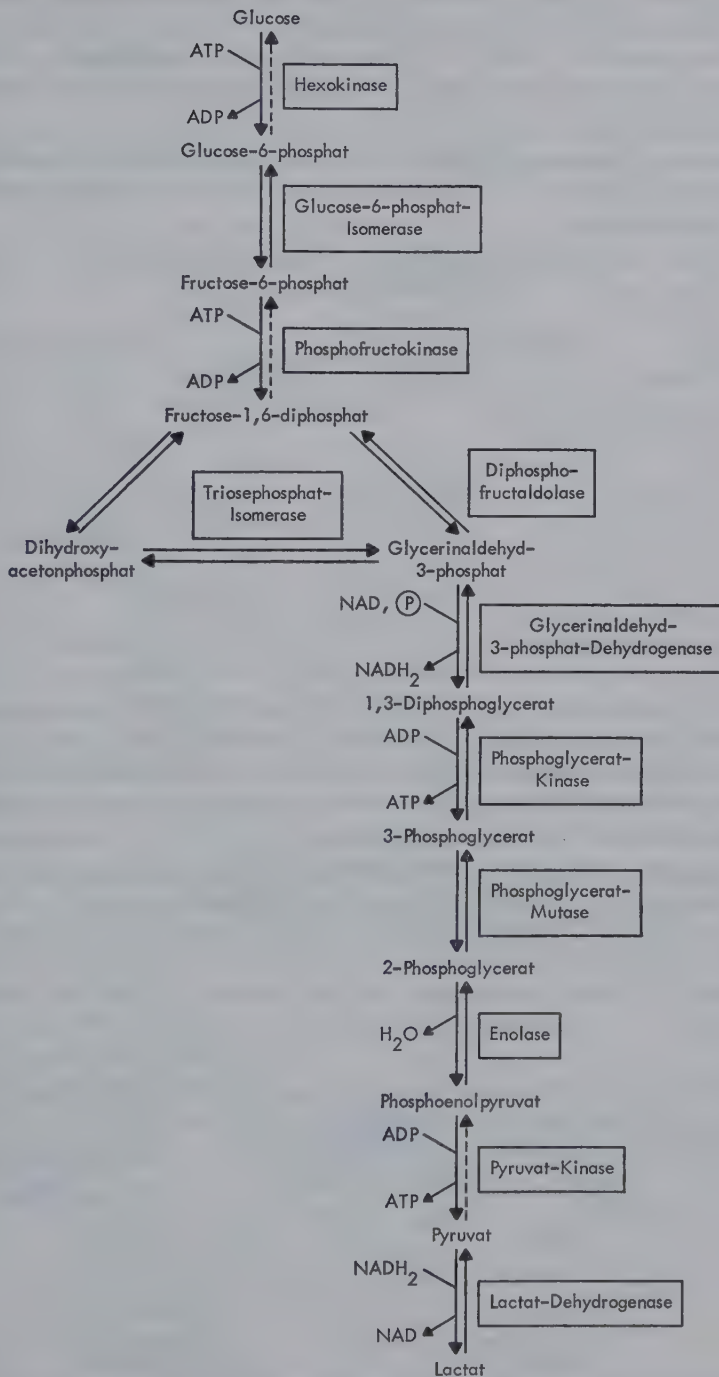 Glucose
ATP
Hexokinase
ADP
Glucose-6-phosphat
Glucose-6-phosphat-
Isomerase
Fructose-6-phosphat
ATP
Phosphofructokinase
ADP
Fructose-1,6-diphosphat
Triosephosphat-
Isomerase
Diphospho-
fructaldolase
Dihydroxy-
acetonphosphat
Glycerinaldehyd-
3-phosphat
NAD, P
Glycerinaldehyd-
3-phosphat-Dehydrogenase
NADH2
1,3-Diphosphoglycerat
ADP
Phosphoglycerat-
Kinase
ATP
3-Phosphoglycerat
Phosphoglycerat-
Mutase
2-Phosphoglycerat
H2O
Enolase
Phosphoenolpyruvat
ADP
Pyruvat-Kinase
ATP
Pyruvat
NADH2
Lactat-Dehydrogenase
NAD
Lactat